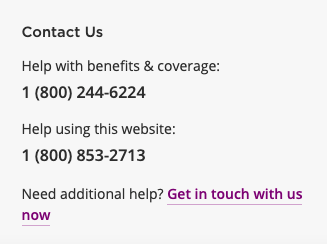 Contact Us
Help with benefits & coverage:
1 (800) 244-6224
Help using this website:
1 (800) 853-2713
Need additional help? Get in touch with us
now